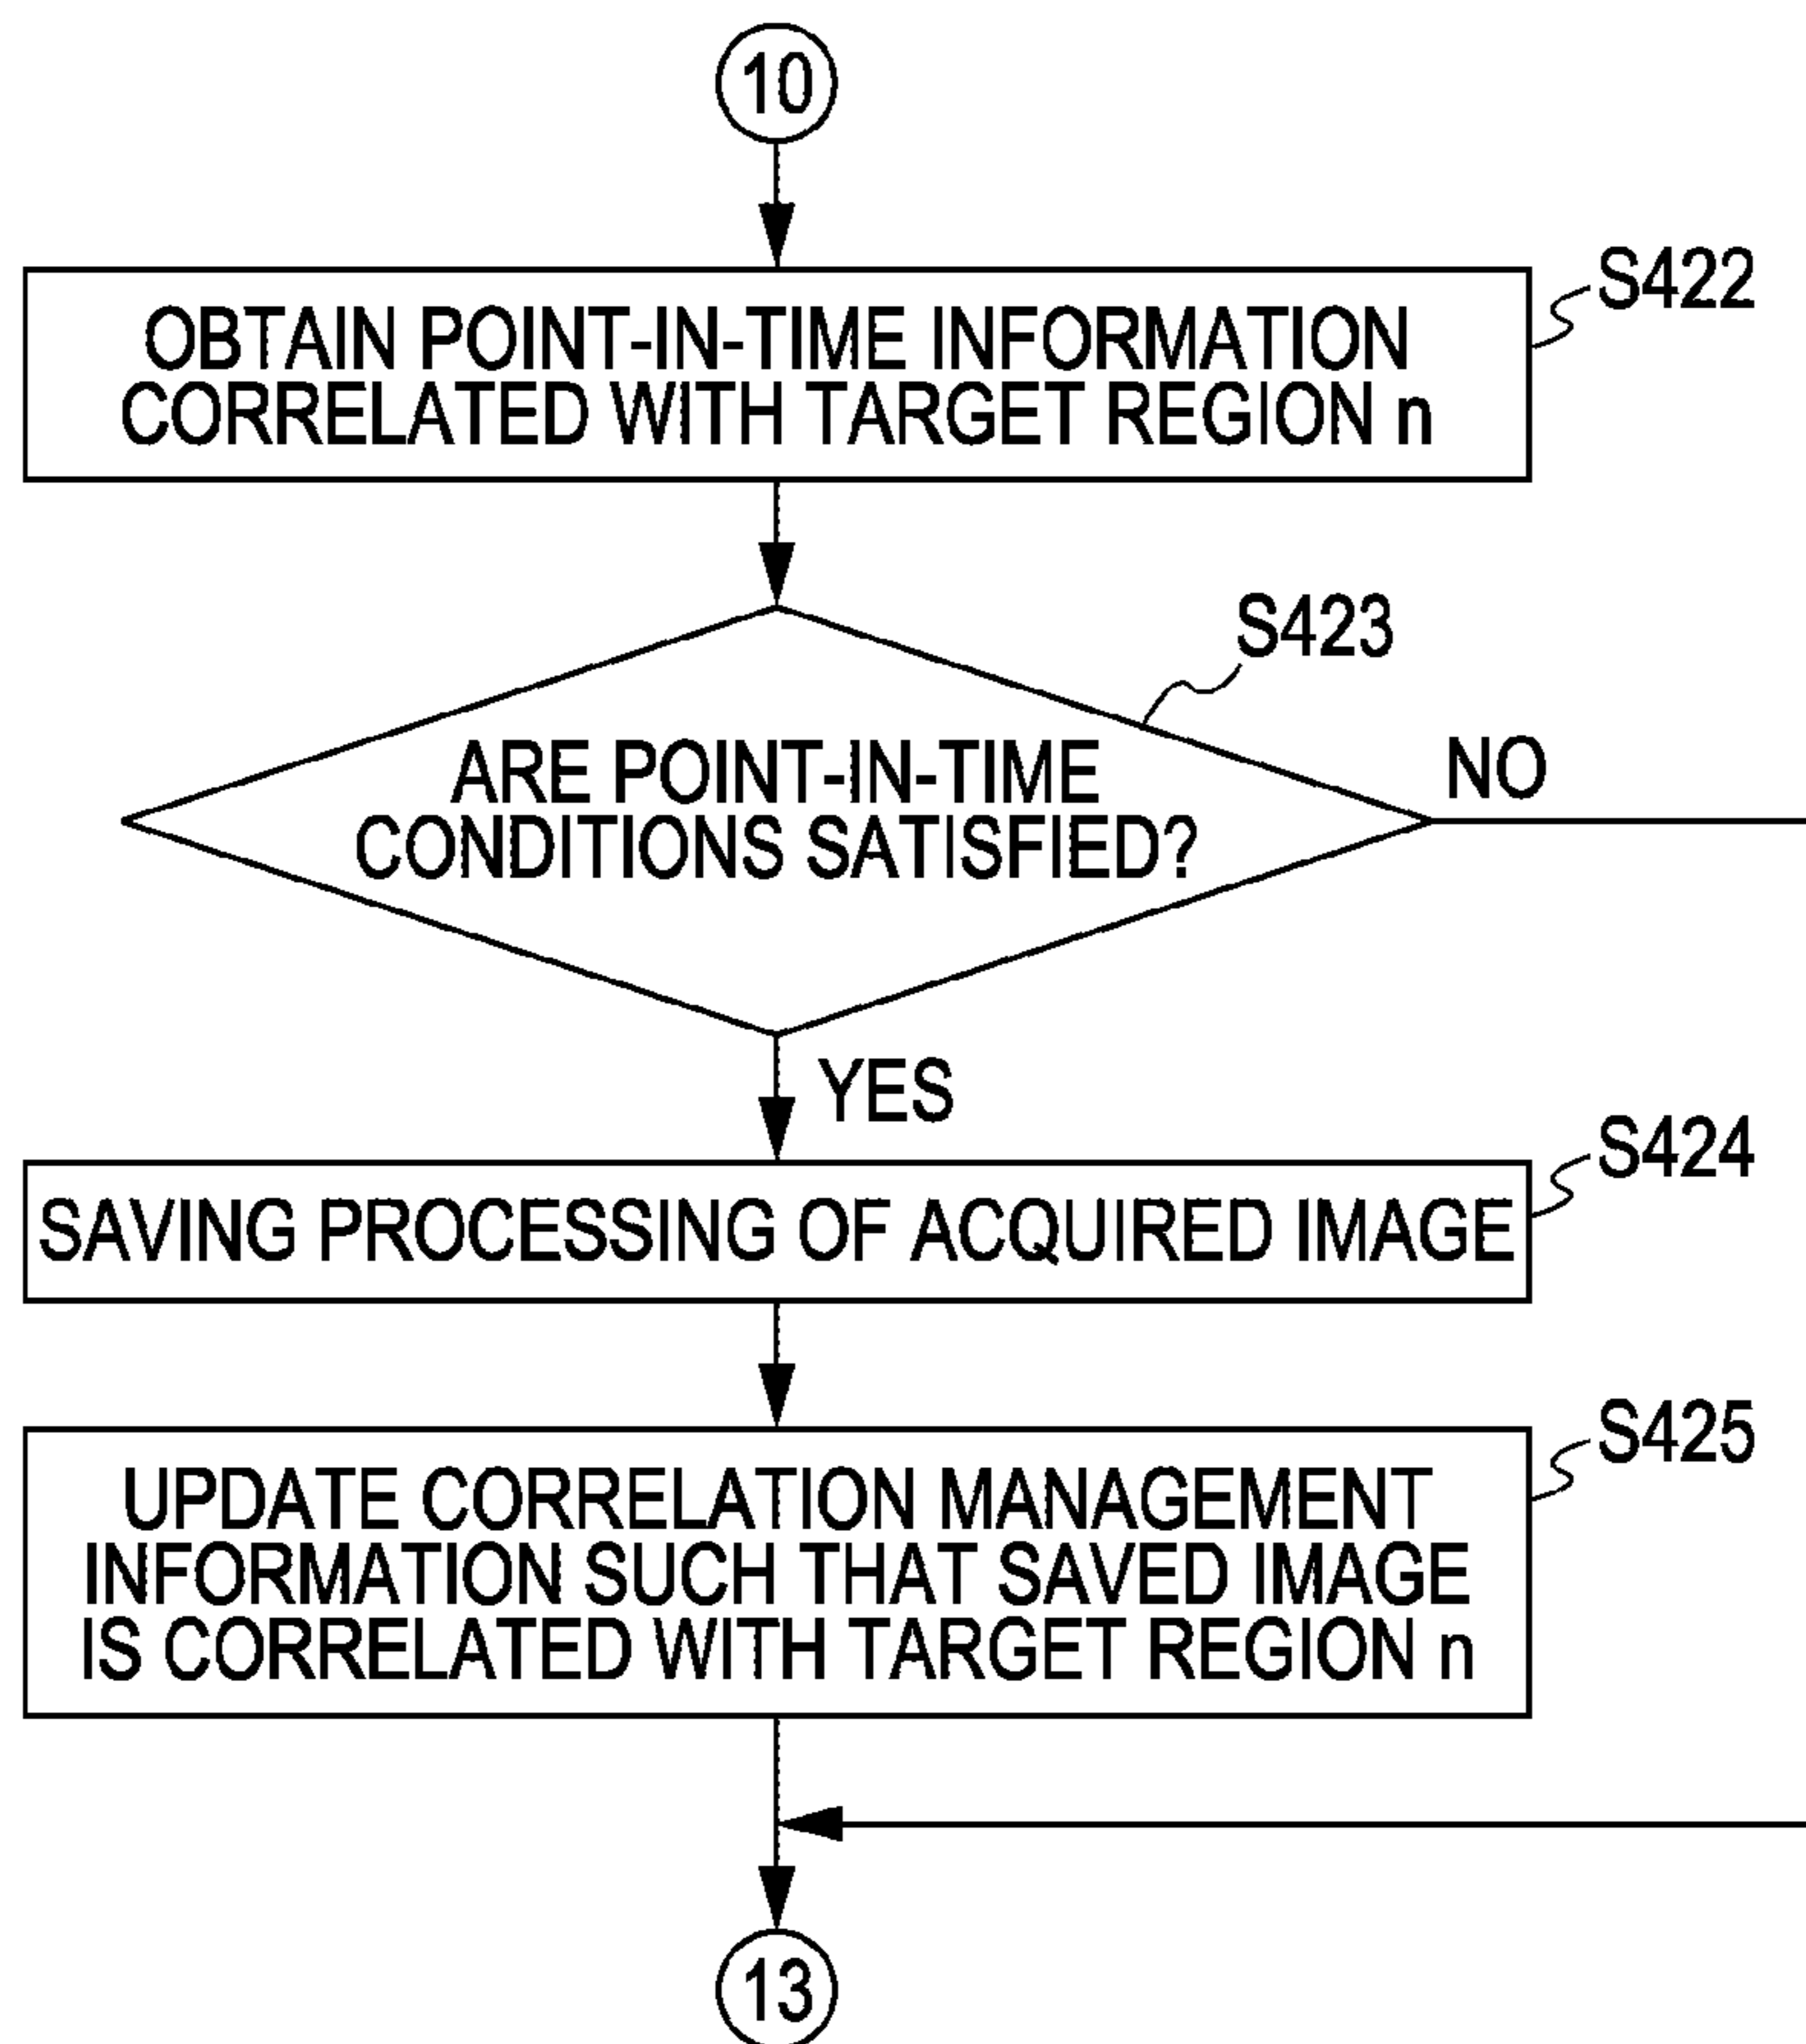 10
S422
OBTAIN POINT-IN-TIME INFORMATION
CORRELATED WITH TARGET REGION n
S423
ARE POINT-IN-TIME
CONDITIONS SATISFIED?
NO
YES
S424
SAVING PROCESSING OF ACQUIRED IMAGE
S425
UPDATE CORRELATION MANAGEMENT
INFORMATION SUCH THAT SAVED IMAGE
IS CORRELATED WITH TARGET REGION n
13